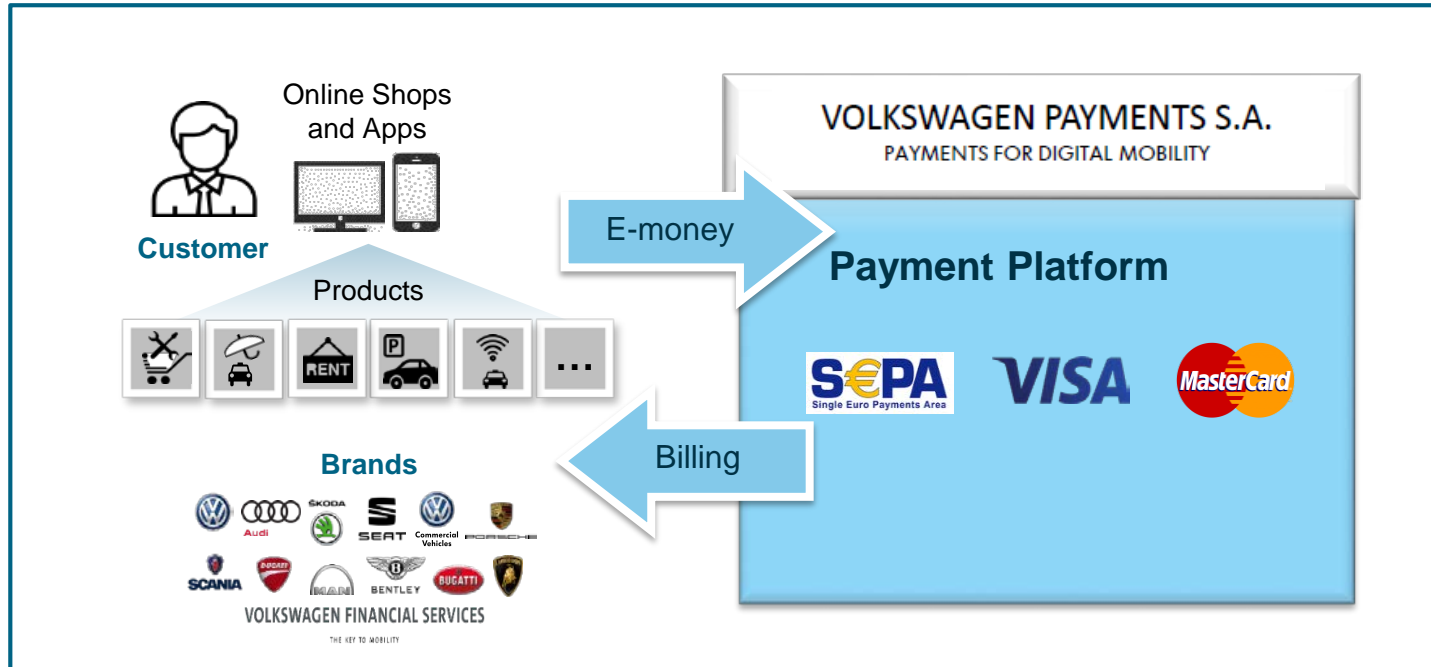 Online Shops
and Apps
Customer
Products
P
RENT
...
E-money
Billing
VOLKSWAGEN PAYMENTS S.A.
PAYMENTS FOR DIGITAL MOBILITY
Payment Platform
S€PA
Single Euro Payments Area
VISA
MasterCard
Brands
Audi
ŠKODA
SEAT
Commercial
Vehicles
PORSCHE
SCANIA
DUCATI
MAN
BENTLEY
BUGATTI
VOLKSWAGEN FINANCIAL SERVICES
THE KEY TO MOBILITY